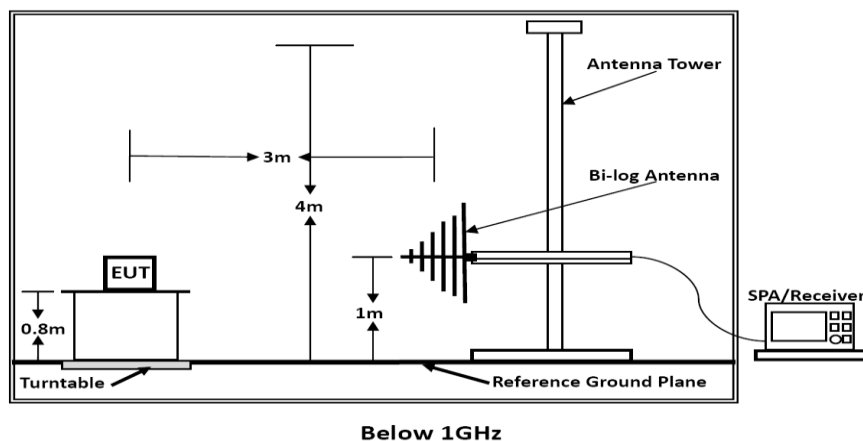 Antenna Tower
Bi-log Antenna
3m
4m
EUT
0.8m
1m
SPA/Receiver
Turntable
Reference Ground Plane
Below 1GHz